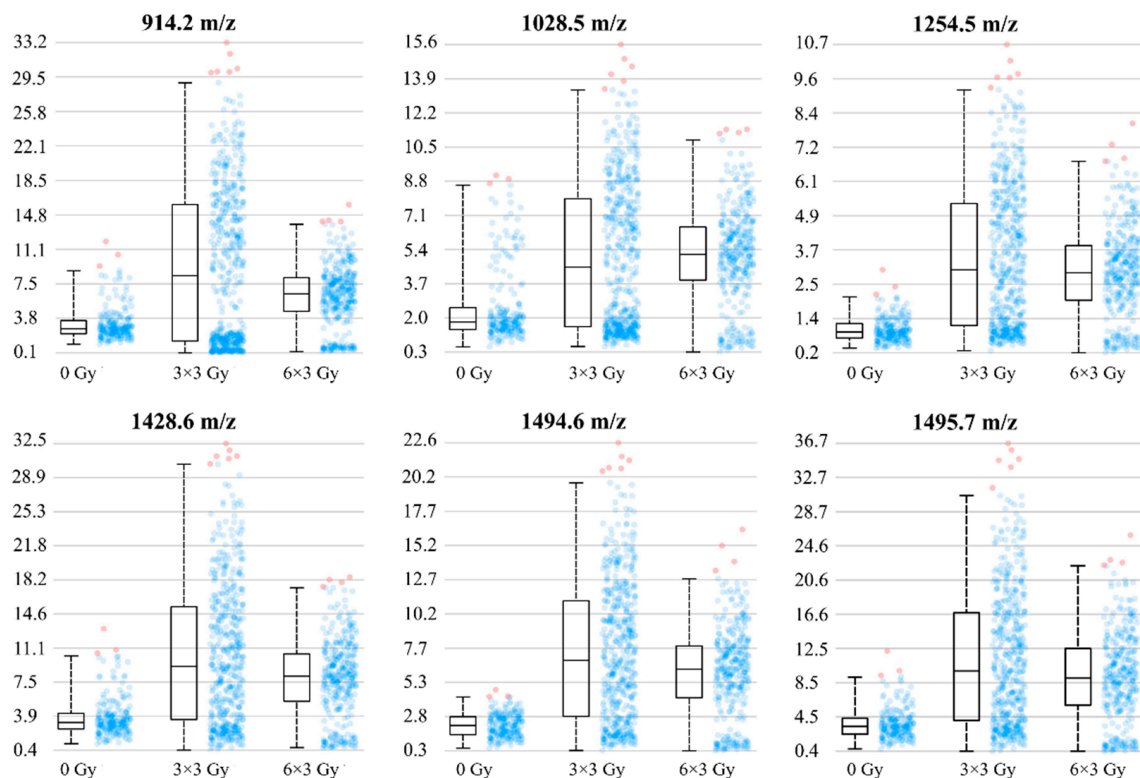 914.2 m/z
33.2
29.5
25.8
22.1
18.5
14.8
11.1
7.5
3.8
0.1
0 Gy
3×3 Gy
6×3 Gy
1028.5 m/z
15.6
13.9
12.2
10.5
8.8
7.1
5.4
3.7
2.0
0.3
0 Gy
3×3 Gy
6×3 Gy
1254.5 m/z
10.7
9.6
8.4
7.2
6.1
4.9
3.7
2.5
1.4
0.2
0 Gy
3×3 Gy
6×3 Gy
1428.6 m/z
32.5
28.9
25.3
21.8
18.2
14.6
11.1
7.5
3.9
0.4
0 Gy
3×3 Gy
6×3 Gy
1494.6 m/z
22.6
20.2
17.7
15.2
12.7
10.2
7.7
5.3
2.8
0.3
0 Gy
3×3 Gy
6×3 Gy
1495.7 m/z
36.7
32.7
28.7
24.6
20.6
16.6
12.5
8.5
4.5
0.4
0 Gy
3×3 Gy
6×3 Gy